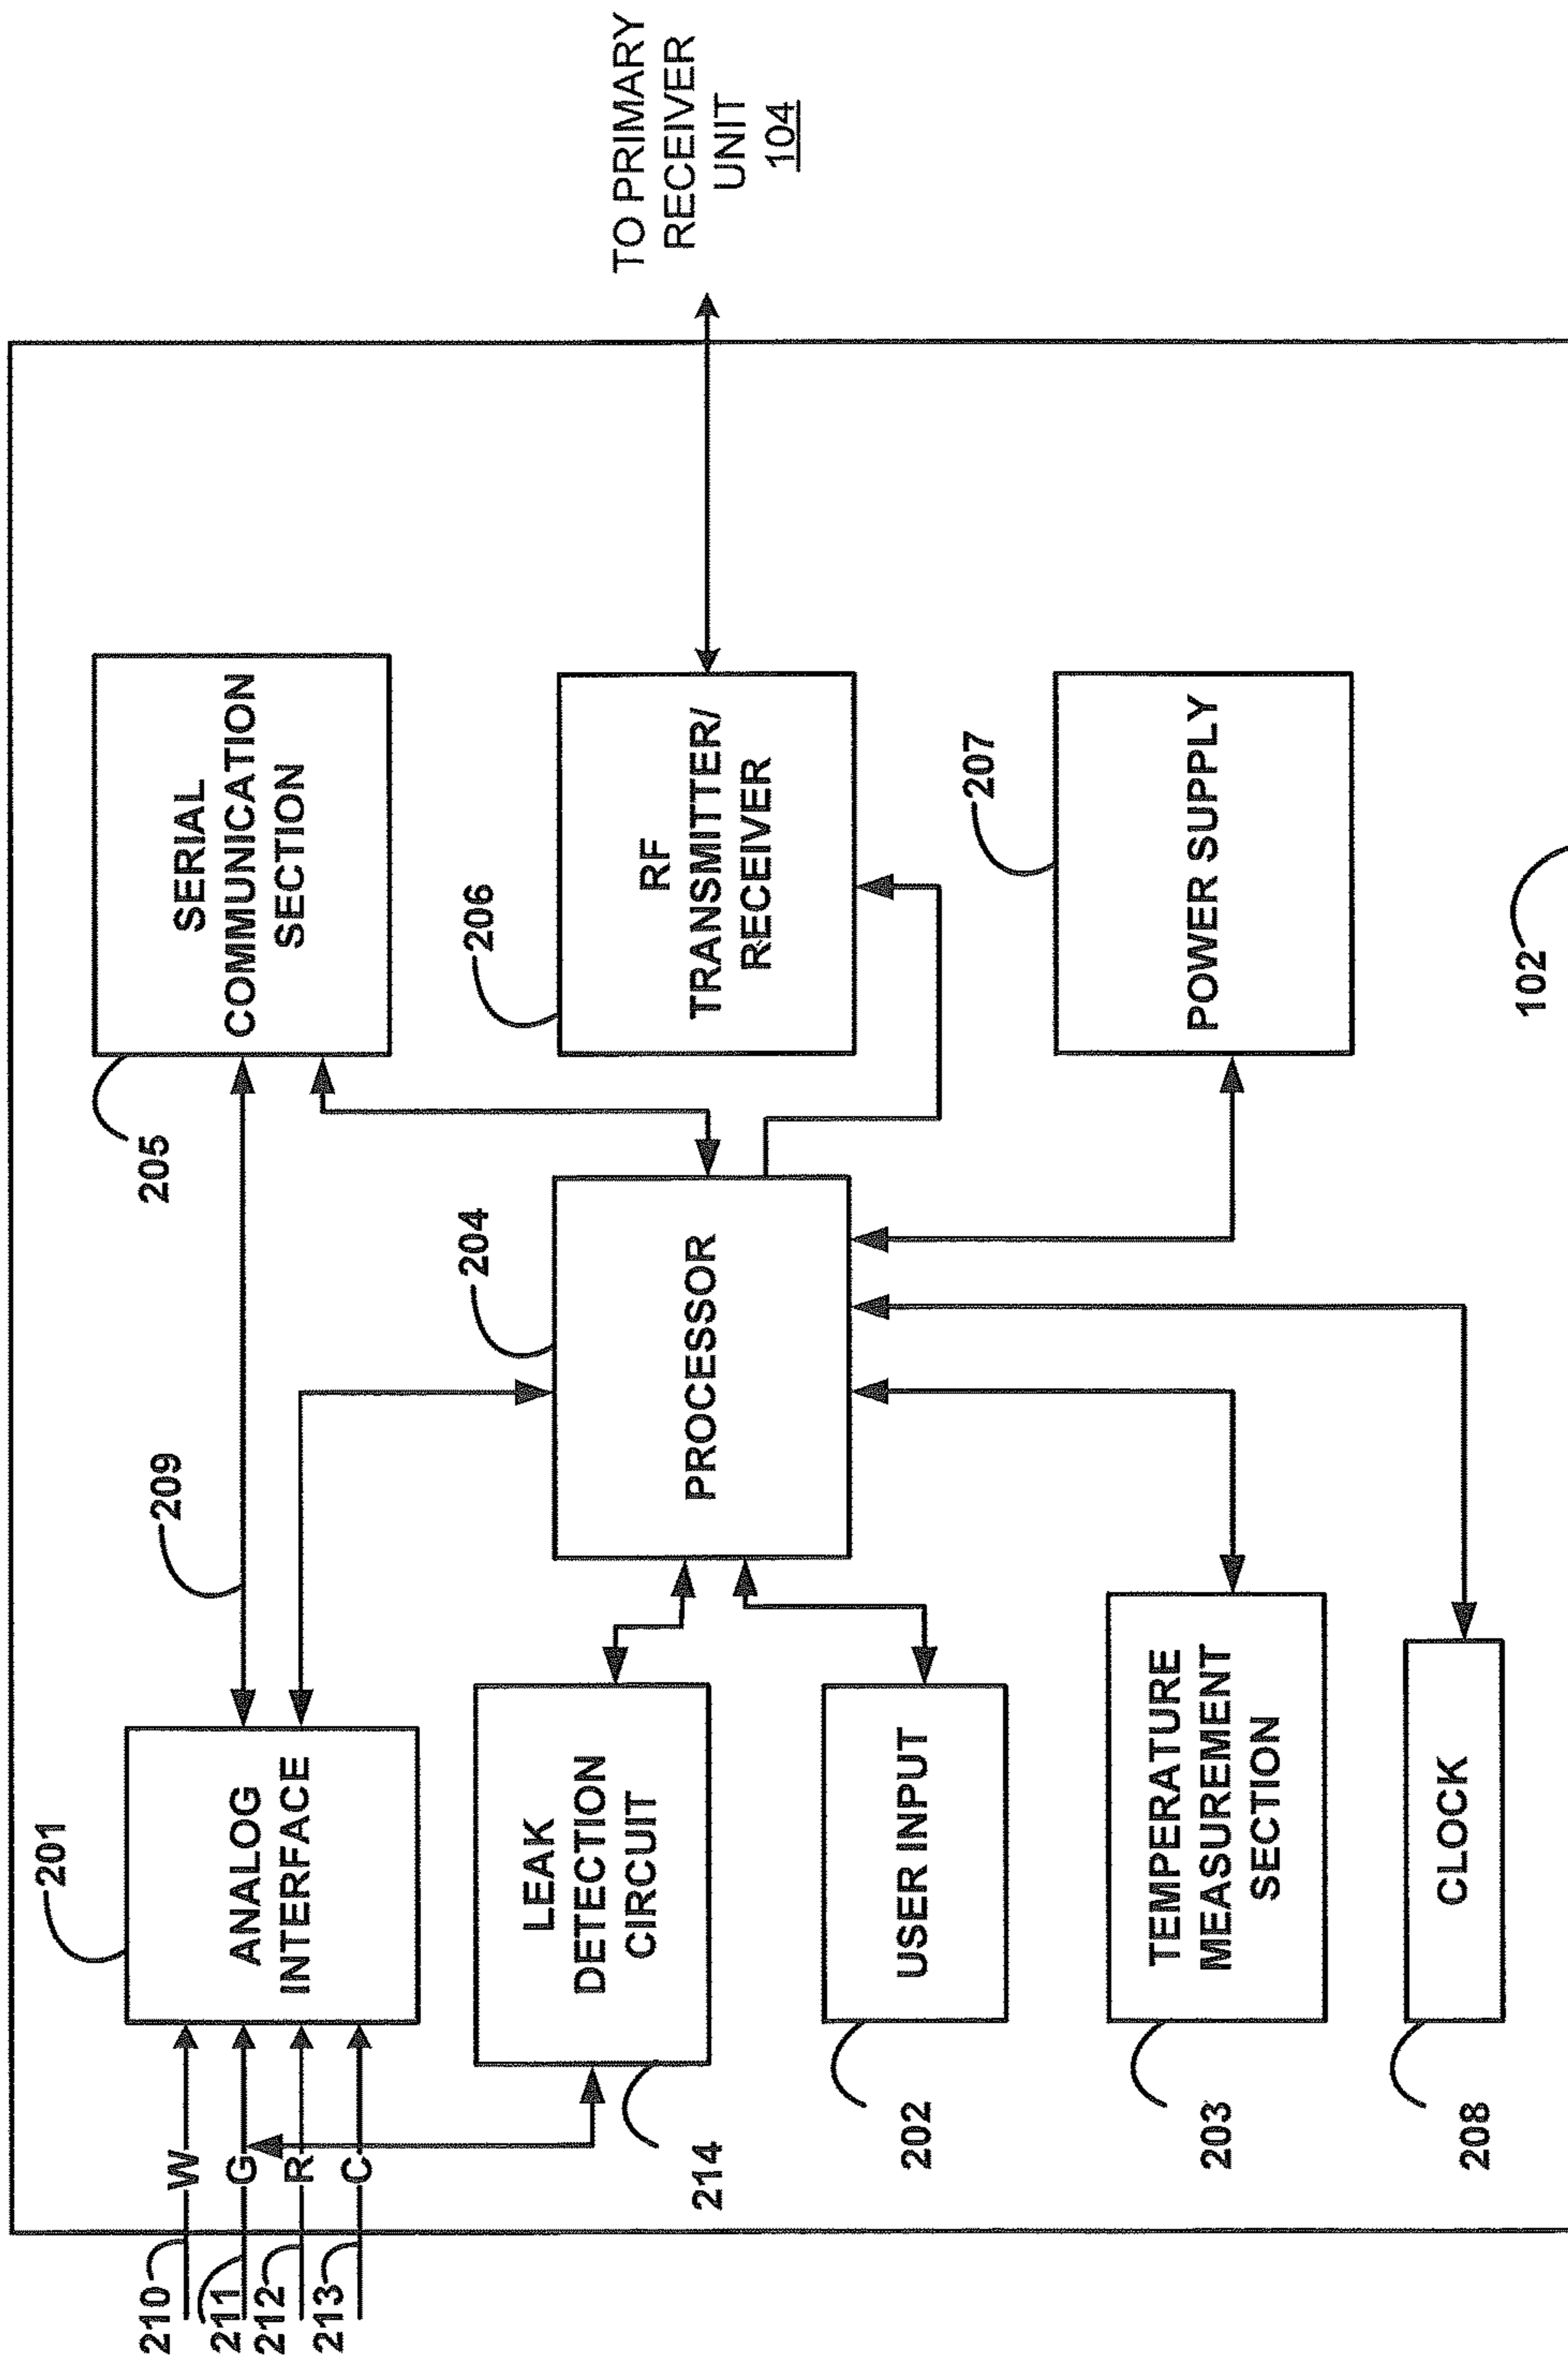 210
211
212
213
W
G
R
C
201
ANALOG
INTERFACE
209
205
SERIAL
COMMUNICATION
SECTION
214
LEAK
DETECTION
CIRCUIT
204
PROCESSOR
206
RF
TRANSMITTER/
RECEIVER
TO PRIMARY
RECEIVER
UNIT
104
202
USER INPUT
207
POWER SUPPLY
203
TEMPERATURE
MEASUREMENT
SECTION
208
CLOCK
102